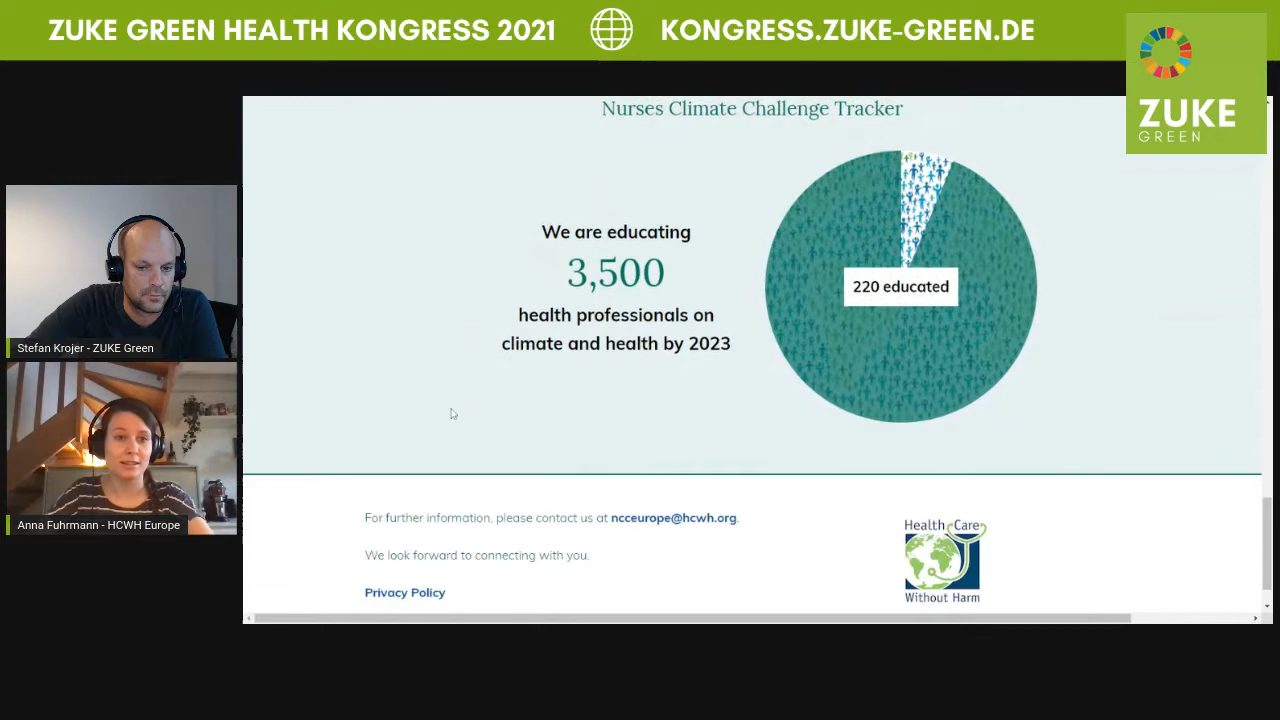 ZUKE GREEN HEALTH KONGRESS 2021
KONGRESS.ZUKE-GREEN.DE
ZUKE
GREEN
Nurses Climate Challenge Tracker
We are educating
3,500
health professionals on
climate and health by 2023
220 educated
Stefan Krojer - ZUKE Green
Anna Fuhrmann - HCWH Europe
For further information, please contact us at ncceurope@hcwh.org.
We look forward to connecting with you.
Privacy Policy
Health Care
Without Harm